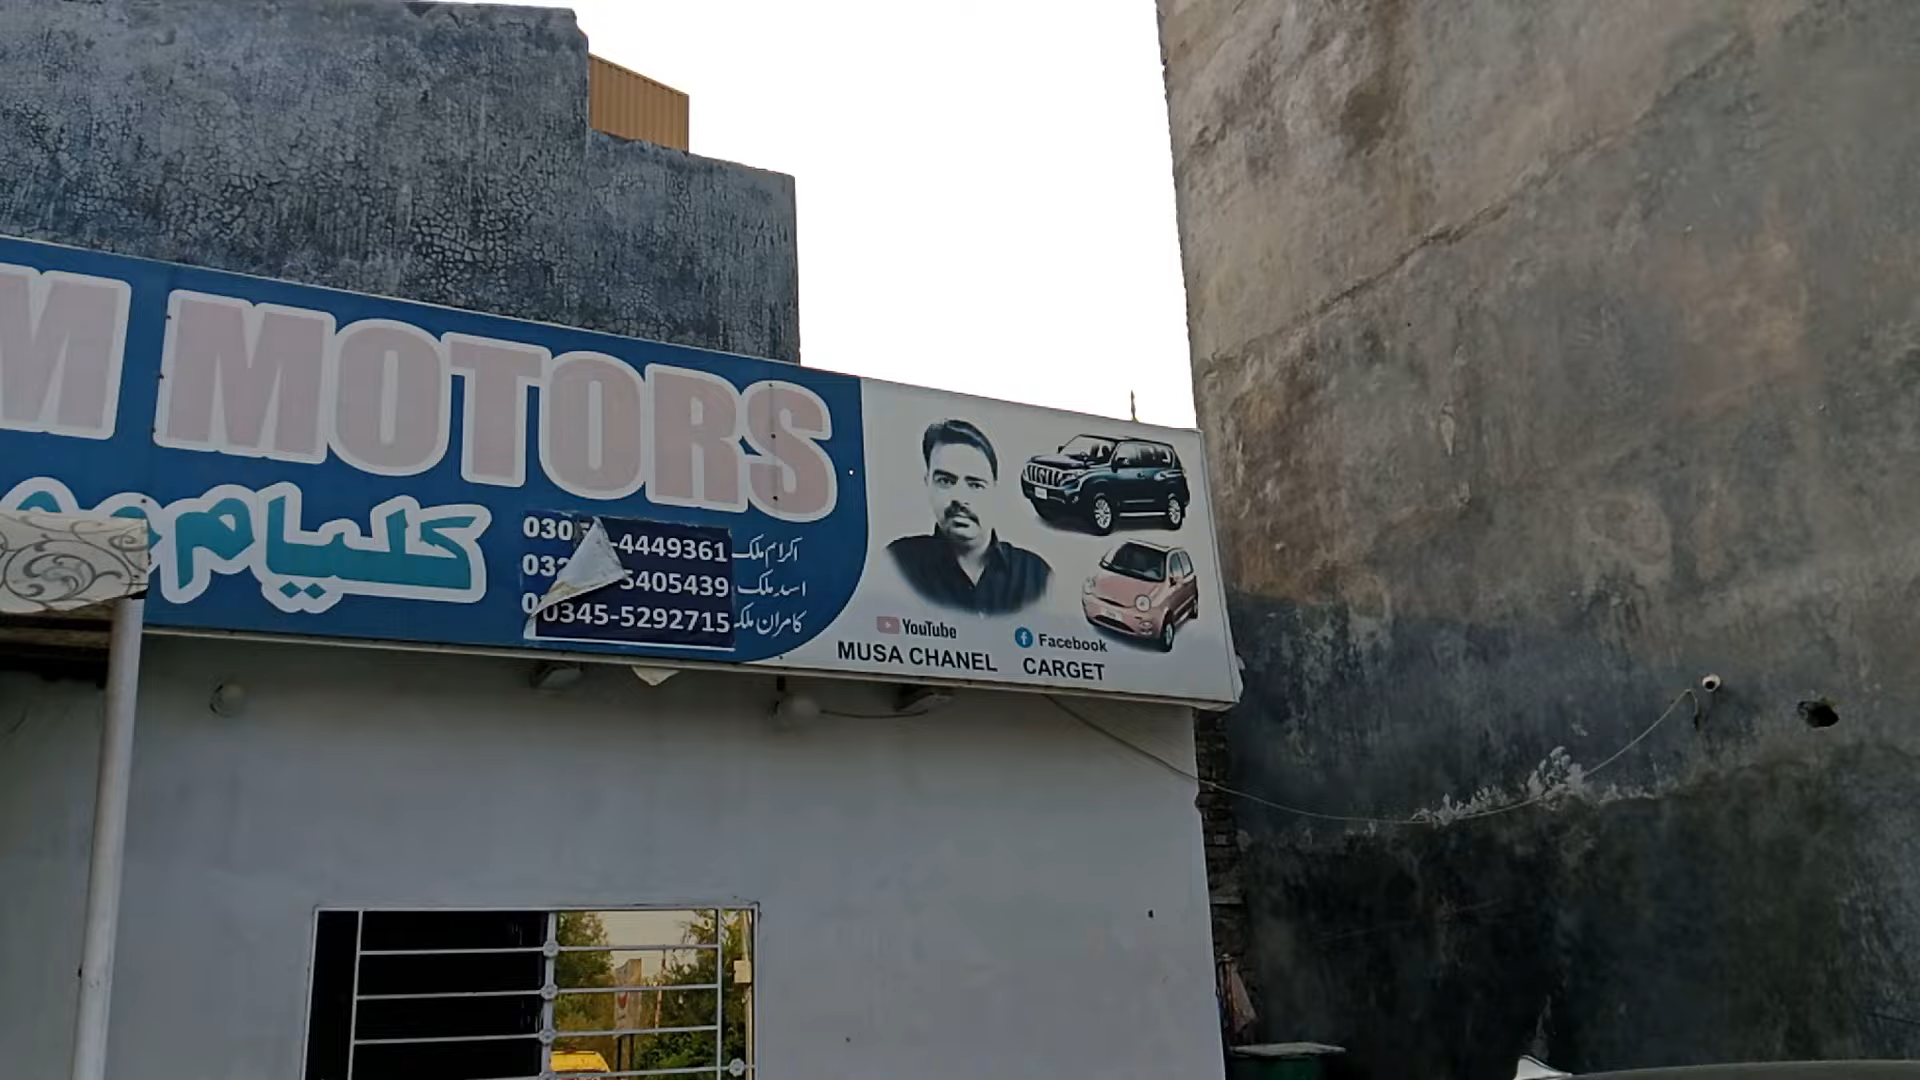 M MOTORS
کلیام
4449361 اکرام ملک
5405439 اسد ملک
0345-5292715 کامران ملک
YouTube
MUSA CHANEL
Facebook
CARGET